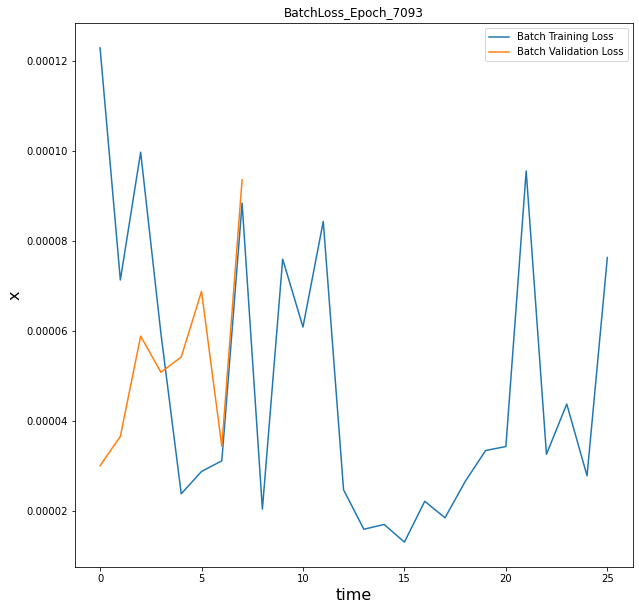 BatchLoss_Epoch_7093
Batch Training Loss
Batch Validation Loss
0.00012
0.00010
0.00008
0.00006
0.00004
0.00002
x
0 5 10 15 20 25
time